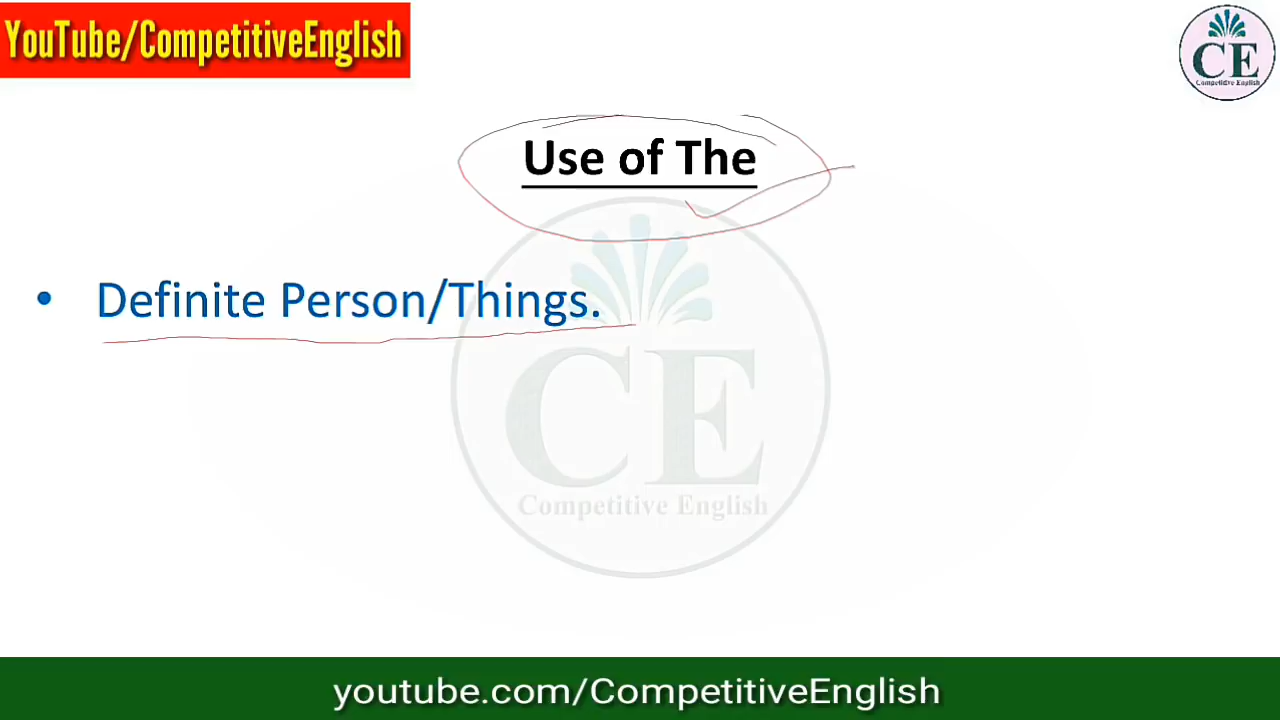 YouTube/CompetitiveEnglish
CE
Competitive English
Use of The
• Definite Person/Things.
CE
Competitive English
youtube.com/CompetitiveEnglish